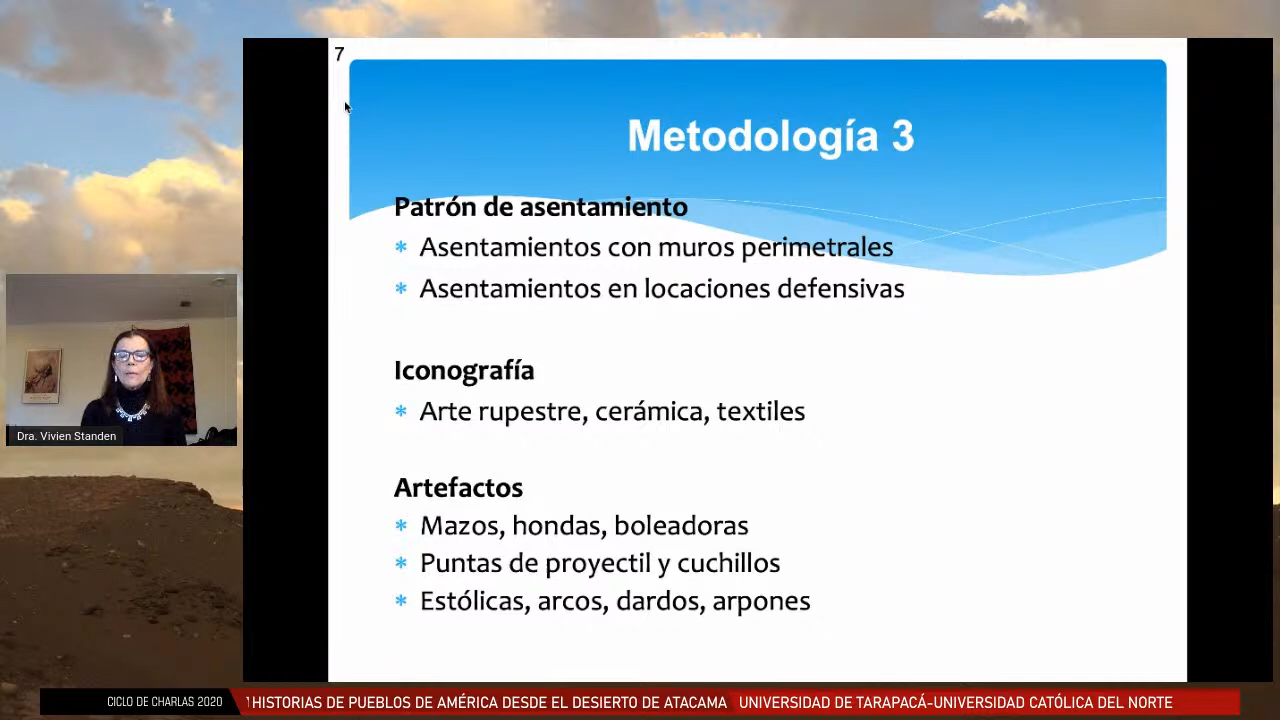 7
Metodología 3
Patrón de asentamiento
* Asentamientos con muros perimetrales
* Asentamientos en locaciones defensivas
Iconografía
* Arte rupestre, cerámica, textiles
Artefactos
* Mazos, hondas, boleadoras
* Puntas de proyectil y cuchillos
* Estólicas, arcos, dardos, arpones
Dra. Vivien Standen
CICLO DE CHARLAS 2020 HISTORIAS DE PUEBLOS DE AMÉRICA DESDE EL DESIERTO DE ATACAMA UNIVERSIDAD DE TARAPACÁ-UNIVERSIDAD CATÓLICA DEL NORTE